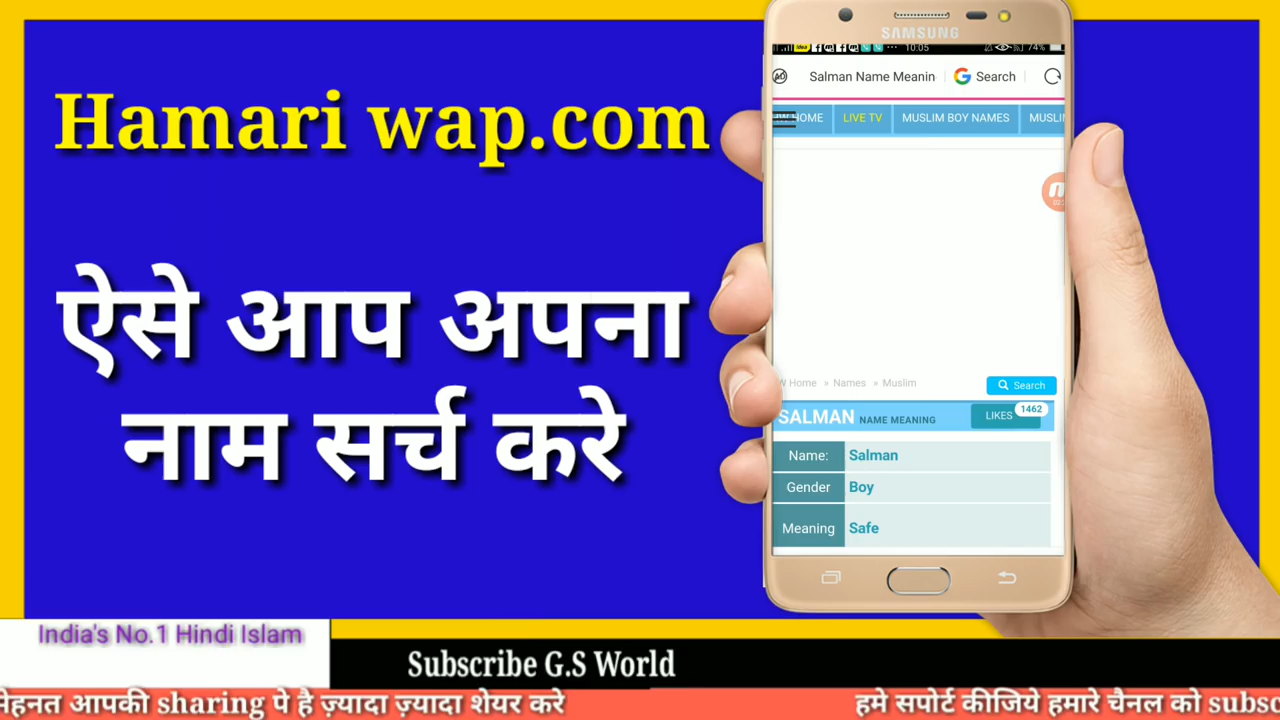 Hamari wap.com
ऐसे आप अपना
नाम सर्च करे
SAMSUNG
10:05
74%
Salman Name Meanin
Search
HOME
LIVE TV
MUSLIM BOY NAMES
Home » Names » Muslim
Search
SALMAN NAME MEANING
LIKES 1462
Name: Salman
Gender Boy
Meaning Safe
India's No.1 Hindi Islam
Subscribe G.S World
आपकी sharing पे है ज़्यादा ज़्यादा शेयर करे
हमे सपोर्ट कीजिये हमारे चैनल को